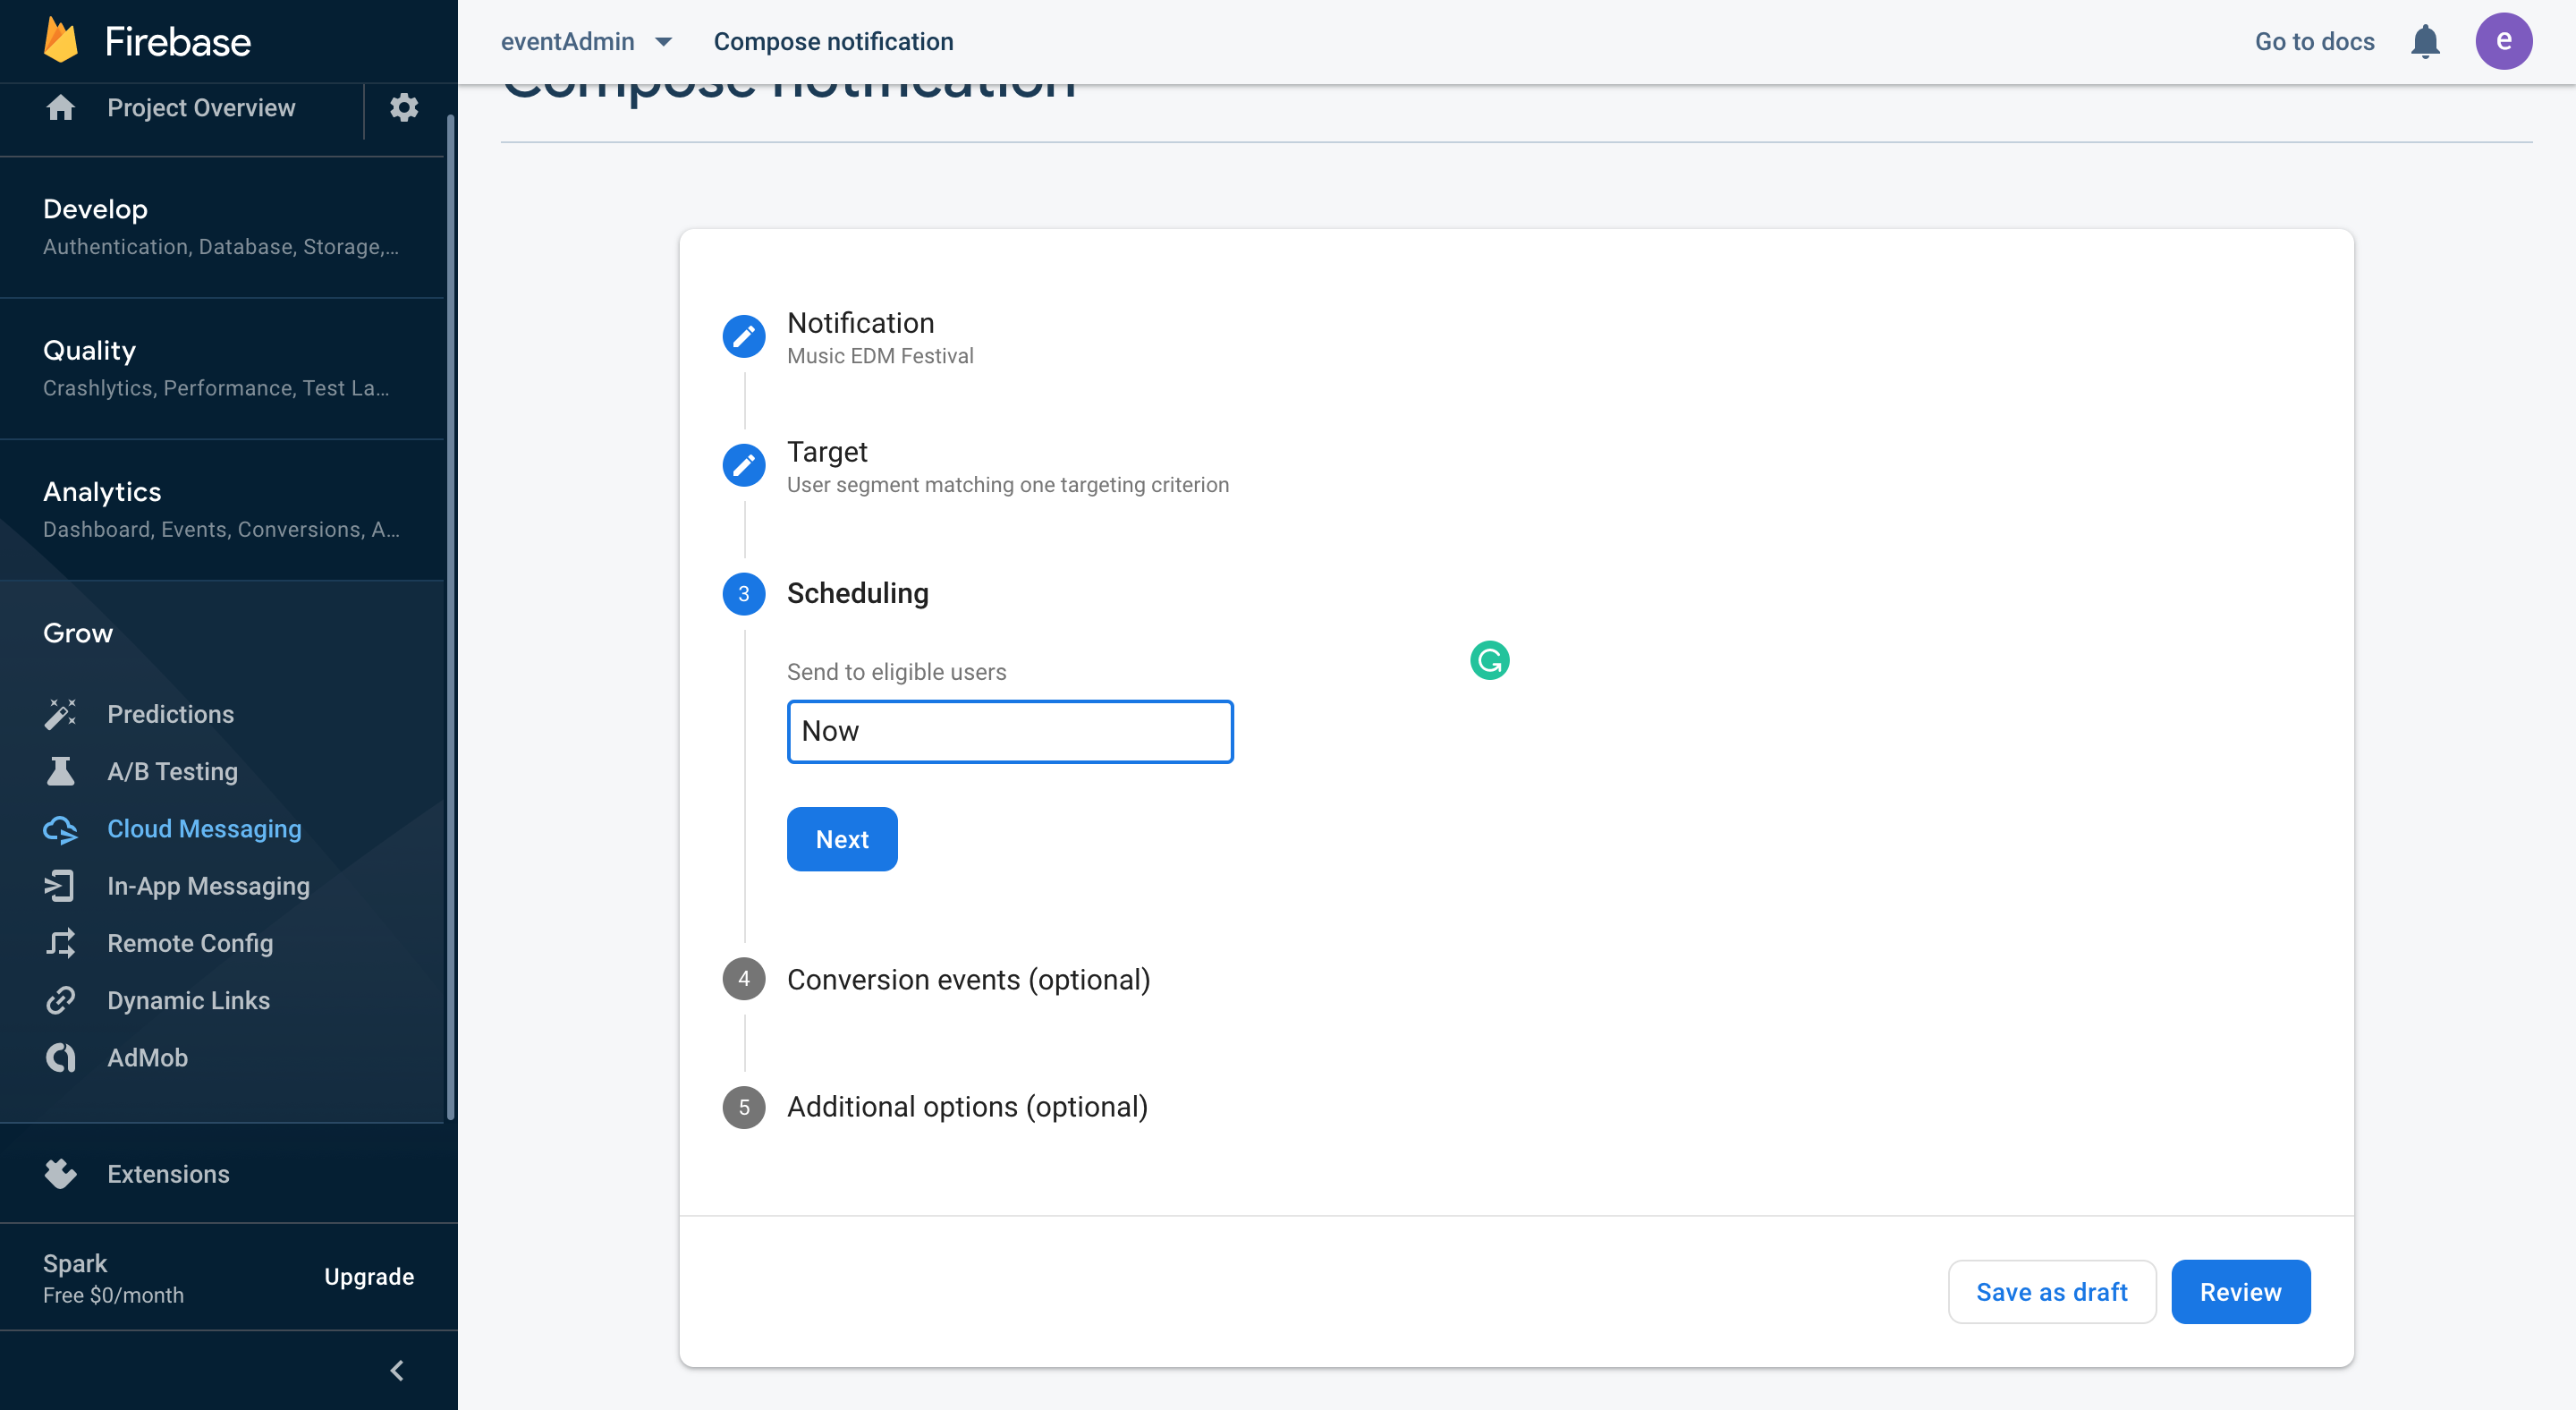 Firebase
eventAdmin
Compose notification
Go to docs
e
Compose notification
Project Overview
Develop
Authentication, Database, Storage,...
Quality
Crashlytics, Performance, Test La...
Analytics
Dashboard, Events, Conversions, A...
Grow
Predictions
A/B Testing
Cloud Messaging
In-App Messaging
Remote Config
Dynamic Links
AdMob
Extensions
Spark
Free $0/month
Upgrade
Notification
Music EDM Festival
Target
User segment matching one targeting criterion
3
Scheduling
Send to eligible users
Now
Next
4
Conversion events (optional)
5
Additional options (optional)
Save as draft
Review